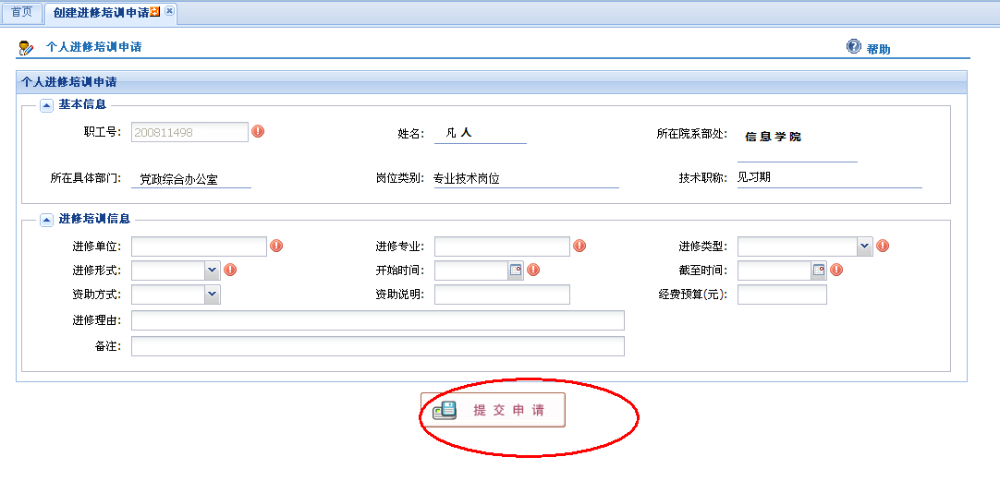 首页 创建进修培训申请
个人进修培训申请 帮助
个人进修培训申请
基本信息
职工号: 200811498 姓名: 凡人 所在院系部处: 信息学院
所在具体部门: 党政综合办公室 岗位类别: 专业技术岗位 技术职称: 见习期
进修培训信息
进修单位: 进修专业: 进修类型:
进修形式: 开始时间: 截至时间:
资助方式: 资助说明: 经费预算(元):
进修理由:
备注:
提交申请